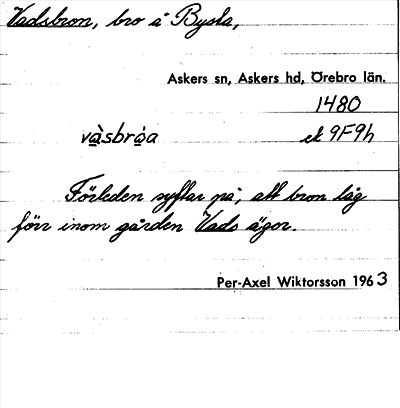 Vadsbron, bro å Bysta,
Askers sn, Askers hd, Örebro län.
1480
vàsbròa ek 9F9h
Förleden syftar på, att bron låg
förr inom gården Vads ägor.
Per-Axel Wiktorsson 1963